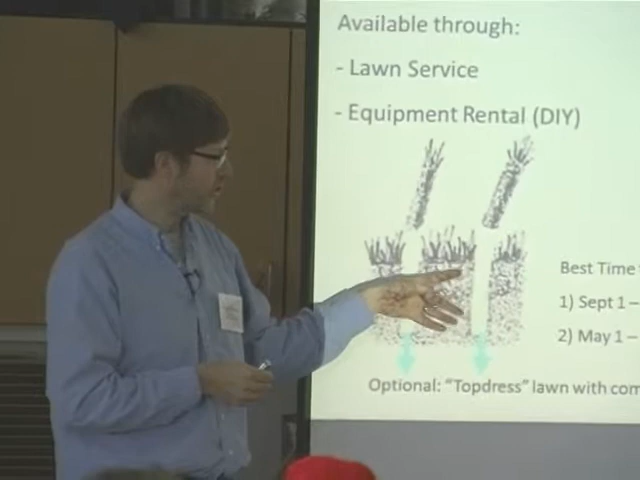 Available through:
- Lawn Service
- Equipment Rental (DIY)
Best Time
1) Sept 1 –
2) May 1 –
Optional: "Topdress" lawn with com